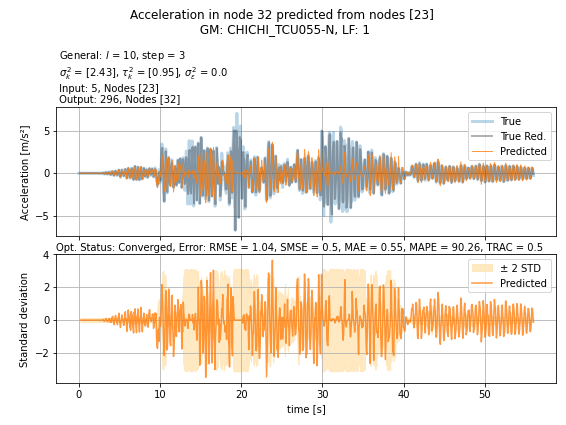 Acceleration in node 32 predicted from nodes [23]
GM: CHICHI_TCU055-N, LF: 1
General: l = 10, step = 3
σ²ₖ = [2.43], τ²ₖ = [0.95], σ²_ε = 0.0
Input: 5, Nodes [23]
Output: 296, Nodes [32]
Acceleration [m/s²]
5
0
−5
True
True Red.
Predicted
Opt. Status: Converged, Error: RMSE = 1.04, SMSE = 0.5, MAE = 0.55, MAPE = 90.26, TRAC = 0.5
Standard deviation
4
2
0
−2
± 2 STD
Predicted
0 10 20 30 40 50
time [s]